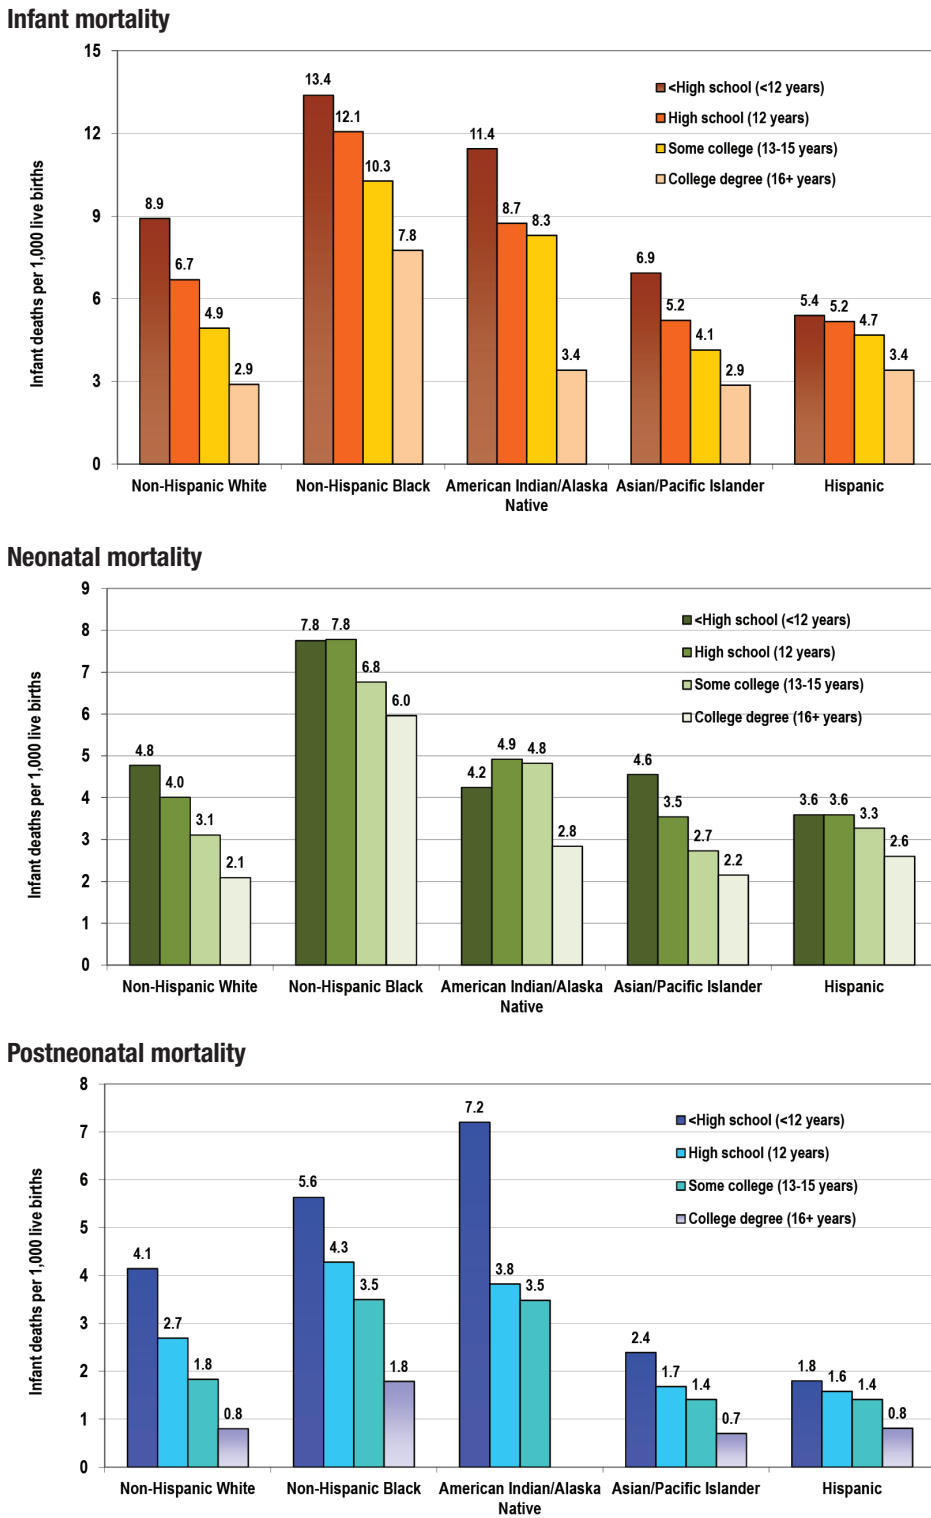 Infant mortality
15
12
9
6
3
0
Infant deaths per 1,000 live births
<High school (<12 years)
High school (12 years)
Some college (13-15 years)
College degree (16+ years)
8.9
6.7
4.9
2.9
13.4
12.1
10.3
7.8
11.4
8.7
8.3
3.4
6.9
5.2
4.1
2.9
5.4
5.2
4.7
3.4
Non-Hispanic White
Non-Hispanic Black
American Indian/Alaska
Native
Asian/Pacific Islander
Hispanic
Neonatal mortality
9
8
7
6
5
4
3
2
1
0
Infant deaths per 1,000 live births
<High school (<12 years)
High school (12 years)
Some college (13-15 years)
College degree (16+ years)
4.8
4.0
3.1
2.1
7.8
7.8
6.8
6.0
4.2
4.9
4.8
2.8
4.6
3.5
2.7
2.2
3.6
3.6
3.3
2.6
Non-Hispanic White
Non-Hispanic Black
American Indian/Alaska
Native
Asian/Pacific Islander
Hispanic
Postneonatal mortality
8
7
6
5
4
3
2
1
0
Infant deaths per 1,000 live births
<High school (<12 years)
High school (12 years)
Some college (13-15 years)
College degree (16+ years)
4.1
2.7
1.8
0.8
5.6
4.3
3.5
1.8
7.2
3.8
3.5
2.4
1.7
1.4
0.7
1.8
1.6
1.4
0.8
Non-Hispanic White
Non-Hispanic Black
American Indian/Alaska
Native
Asian/Pacific Islander
Hispanic